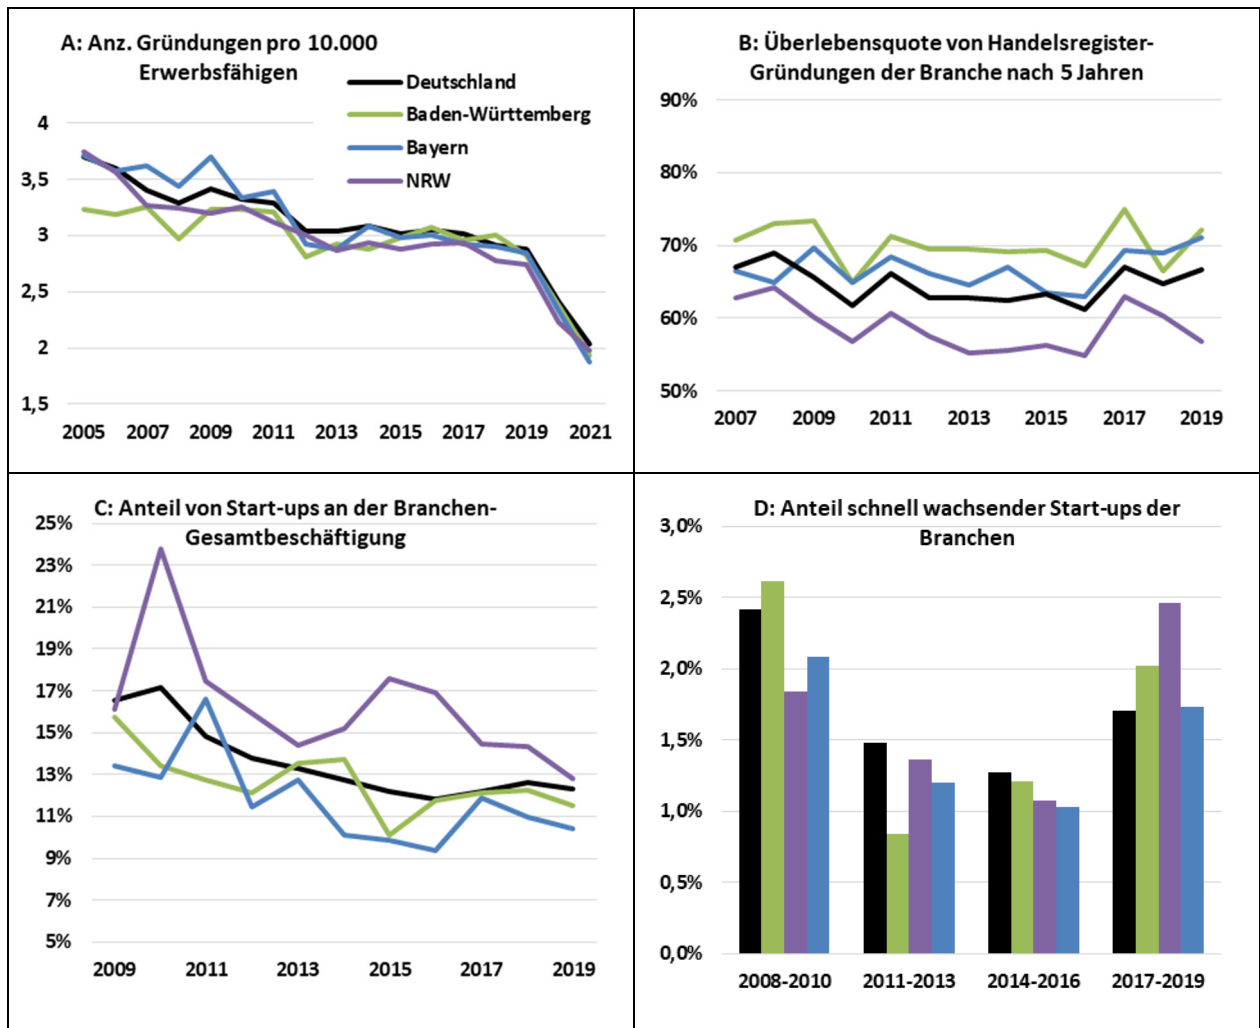 A: Anz. Gründungen pro 10.000
Erwerbsfähigen
Deutschland
Baden-Württemberg
Bayern
NRW
4
3,5
3
2,5
2
1,5
2005 2007 2009 2011 2013 2015 2017 2019 2021
B: Überlebensquote von Handelsregister-
Gründungen der Branche nach 5 Jahren
90%
80%
70%
60%
50%
2007 2009 2011 2013 2015 2017 2019
C: Anteil von Start-ups an der Branchen-
Gesamtbeschäftigung
25%
23%
21%
19%
17%
15%
13%
11%
9%
7%
5%
2009 2011 2013 2015 2017 2019
D: Anteil schnell wachsender Start-ups der
Branchen
3,0%
2,5%
2,0%
1,5%
1,0%
0,5%
0,0%
2008-2010 2011-2013 2014-2016 2017-2019